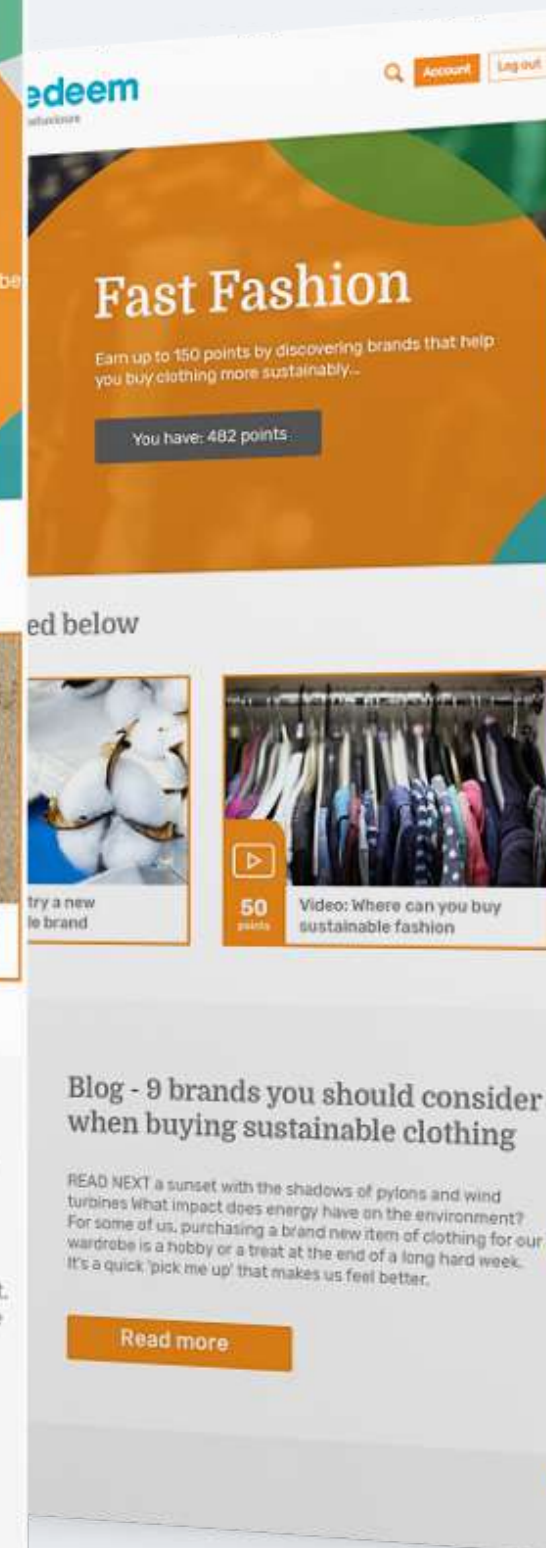 edeem
Account
Log out
be
Fast Fashion
Earn up to 150 points by discovering brands that help
you buy clothing more sustainably...
You have: 482 points
ed below
try a new
le brand
50
points
Video: Where can you buy
sustainable fashion
Blog - 9 brands you should consider
when buying sustainable clothing
READ NEXT a sunset with the shadows of pylons and wind
turbines What impact does energy have on the environment?
For some of us, purchasing a brand new item of clothing for our
wardrobe is a hobby or a treat at the end of a long hard week.
It's a quick 'pick me up' that makes us feel better.
t.
Read more